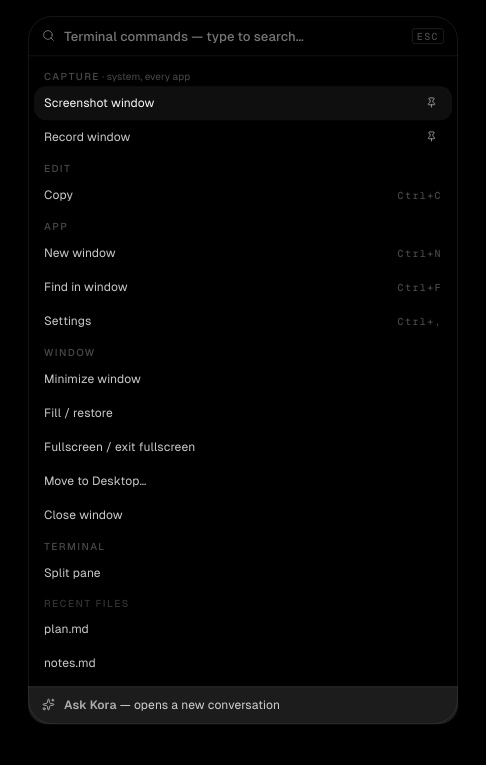 Terminal commands — type to search…
ESC
CAPTURE · system, every app
Screenshot window
Record window
EDIT
Copy Ctrl+C
APP
New window Ctrl+N
Find in window Ctrl+F
Settings Ctrl+,
WINDOW
Minimize window
Fill / restore
Fullscreen / exit fullscreen
Move to Desktop…
Close window
TERMINAL
Split pane
RECENT FILES
plan.md
notes.md
Ask Kora — opens a new conversation